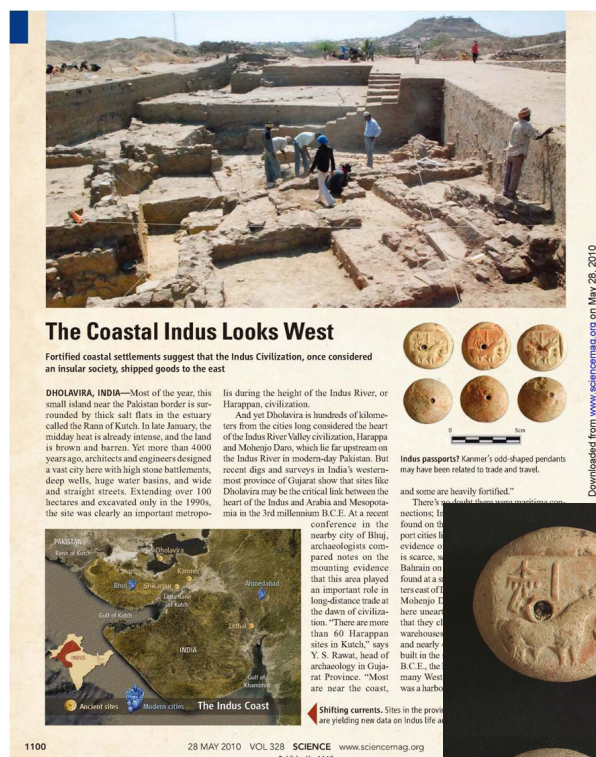 The Coastal Indus Looks West
Fortified coastal settlements suggest that the Indus Civilization, once considered
an insular society, shipped goods to the east
DHOLAVIRA, INDIA—Most of the year, this
small island near the Pakistan border is sur-
rounded by thick salt flats in the estuary
called the Rann of Kutch. In late January, the
midday heat is already intense, and the land
is brown and barren. Yet more than 4000
years ago, architects and engineers designed
a vast city here with high stone battlements,
deep wells, huge water basins, and wide
and straight streets. Extending over 100
hectares and excavated only in the 1990s,
the site was clearly an important metropo-
lis during the height of the Indus River, or
Harappan, civilization.
And yet Dholavira is hundreds of kilome-
ters from the cities long considered the heart
of the Indus River Valley civilization, Harappa
and Mohenjo Daro, which lie far upstream on
the Indus River in modern-day Pakistan. But
recent digs and surveys in India's western-
most province of Gujarat show that sites like
Dholavira may be the critical link between the
heart of the Indus and Arabia and Mesopota-
mia in the 3rd millennium B.C.E. At a recent
conference in the
nearby city of Bhuj,
archaeologists com-
pared notes on the
mounting evidence
that this area played
an important role in
long-distance trade at
the dawn of civiliza-
tion. "There are more
than 60 Harappan
sites in Kutch," says
Y. S. Rawat, head of
archaeology in Guja-
rat Province. "Most
are near the coast,
0 5cm
Indus passports? Kanmer's odd-shaped pendants
may have been related to trade and travel.
and some are heavily fortified."
There's no doubt there were maritime con-
nections; In
found on th
port cities li
evidence o
is scarce, s
Bahrain on
found at a s
ters east of D
Mohenjo D
here unear
that they cl
warehouses
and nearly
built in the
B.C.E., the
many West
was a harbo
PAKISTAN
Rann of Kutch
Dholavira
Kanmer
Bhuj
Shikarpur
Little Rann
of Kutch
Ahmedabad
Gulf of Kutch
Lothal
INDIA
INDUS
Gulf of
Khambhat
Ancient sites
Modern cities
The Indus Coast
Shifting currents. Sites in the provin
are yielding new data on Indus life a
1100
28 MAY 2010 VOL 328 SCIENCE www.sciencemag.org
Downloaded from www.sciencemag.org on May 28, 2010